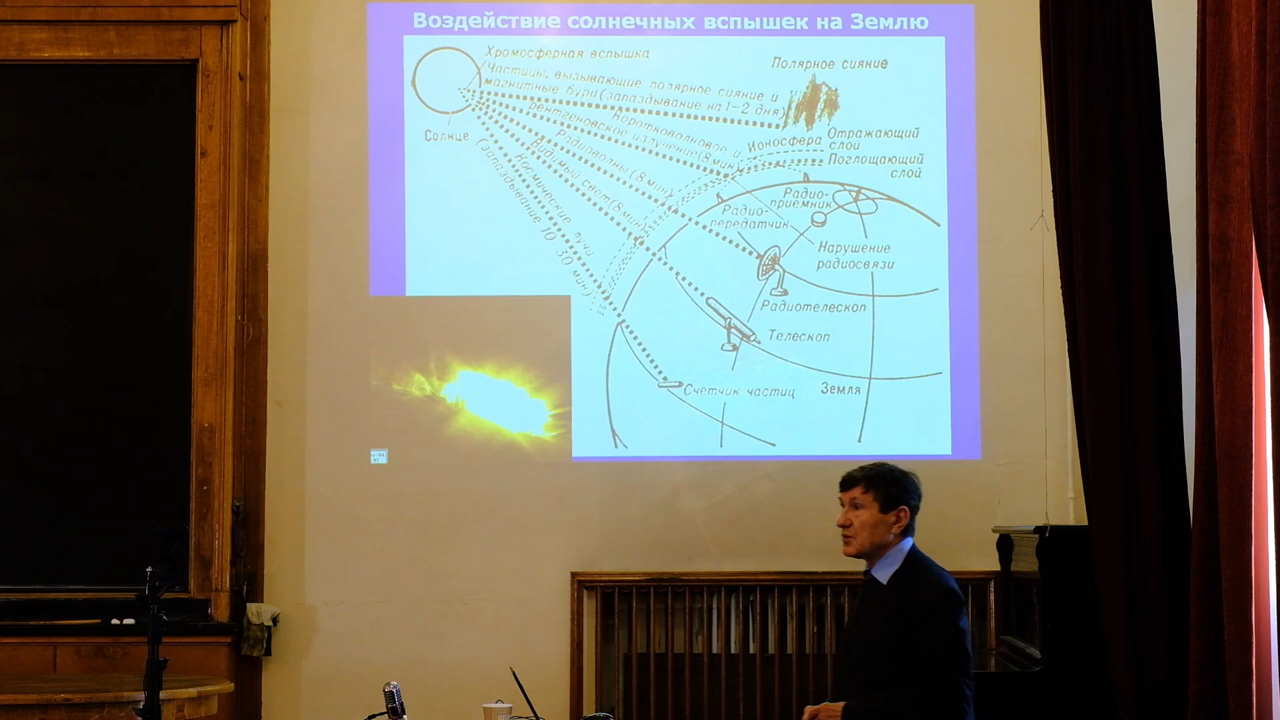 Воздействие солнечных вспышек на Землю
Хромосферная вспышка
Частицы, вызывающие полярное сияние и
магнитные бури (запаздывание на 1-2 дня)
Полярное сияние
Солнце
Коротковолновое и
рентгеновское излучение (8 мин)
Ионосфера
Отражающий
слой
Поглощающий
слой
Радиоволны (8 мин)
Видимый свет (8 мин)
Космические лучи
(запаздывание 10-30 мин)
Радио-
приемник
Радио-
передатчик
Нарушение
радиосвязи
Радиотелескоп
Телескоп
Счетчик частиц
Земля